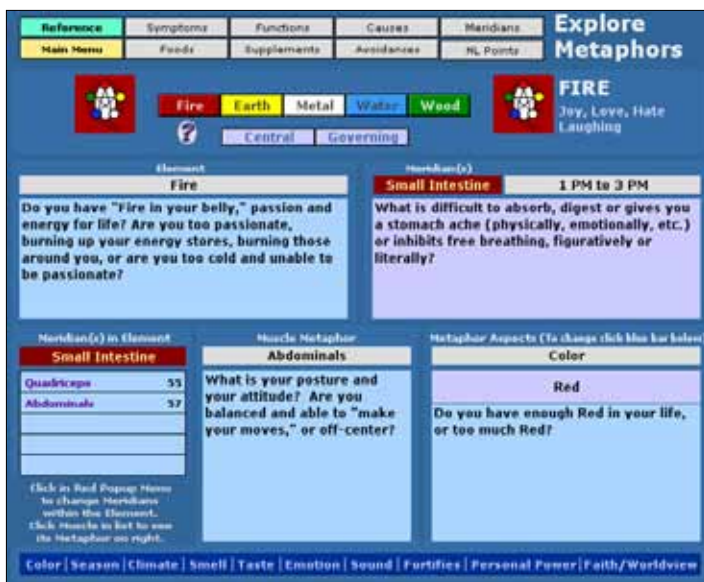 Reference Symptoms Functions Causes Meridians
Main Menu Foods Supplements Avoidances NL Points
Explore
Metaphors
Fire Earth Metal Water Wood
? Central Governing
FIRE
Joy, Love, Hate
Laughing
Element
Fire
Do you have "Fire in your belly," passion and
energy for life? Are you too passionate,
burning up your energy stores, burning those
around you, or are you too cold and unable to
be passionate?
Meridian(s)
Small Intestine 1 PM to 3 PM
What is difficult to absorb, digest or gives you
a stomach ache (physically, emotionally, etc.)
or inhibits free breathing, figuratively or
literally?
Meridian(s) in Element
Small Intestine
Quadriceps 55
Abdominals 57
Click in Red Popup Menu
to change Meridians
within the Element.
Click Muscle in list to see
its Metaphor on right.
Muscle Metaphor
Abdominals
What is your posture and
your attitude? Are you
balanced and able to "make
your moves," or off-center?
Metaphor Aspects (To change click blue bar below)
Color
Red
Do you have enough Red in your life,
or too much Red?
Color | Season | Climate | Smell | Taste | Emotion | Sound | Fortifies | Personal Power | Faith/Worldview